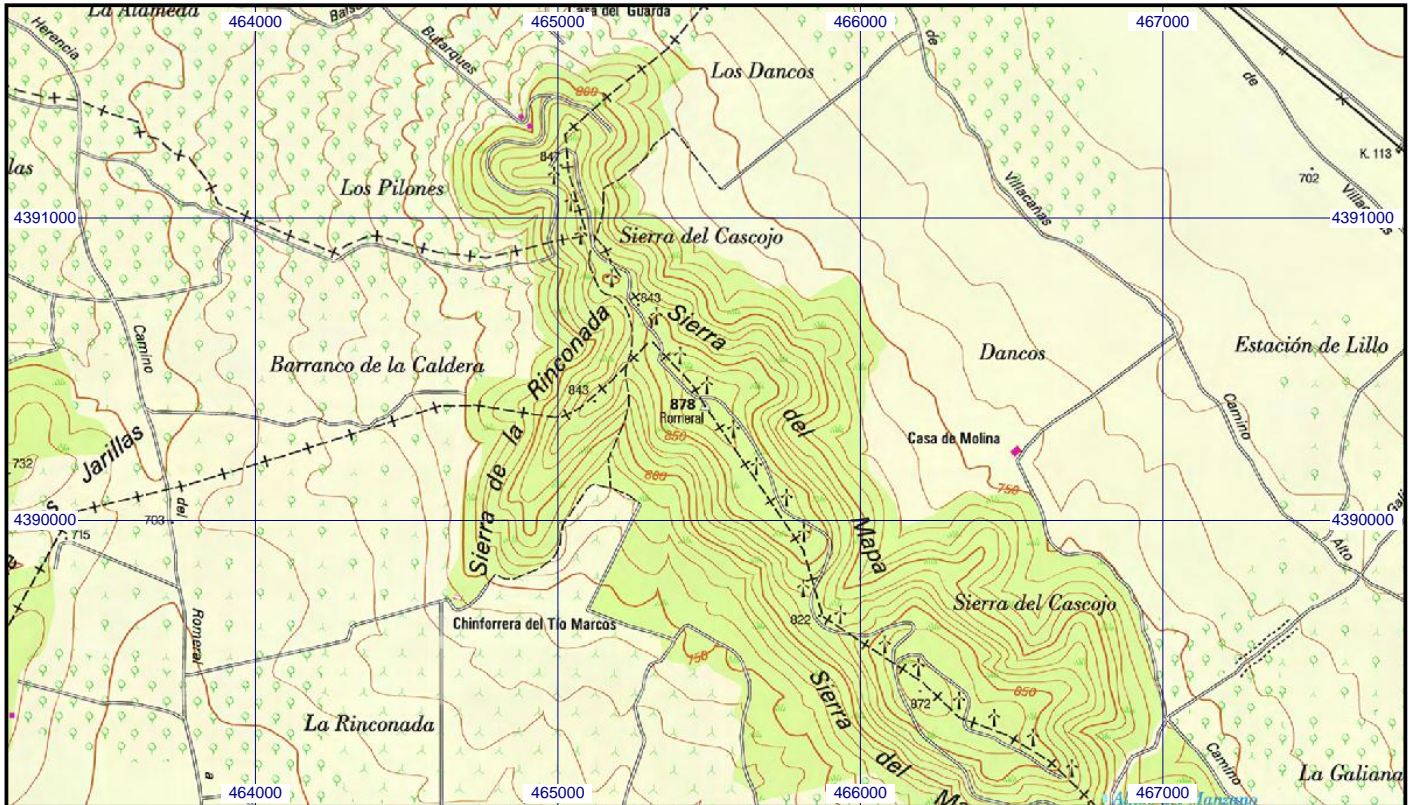 La Alameda
464000
465000
466000
467000
Casa del Guarda
Herencia
Butarques
de
Los Dancos
de
800
K. 113
847
702
las
Los Pilones
Villacañas
4391000
4391000
Sierra del Cascojo
843
Sierra
Camino
Rinconada
Barranco de la Caldera
Dancos
Estación de Lillo
843
878
Romeral
del
la
850
Camino
Casa de Molina
Jarillas
732
de
800
750
del
703
4390000
4390000
715
Sierra
Mapa
Alto
Sierra del Cascojo
Romeral
Chinforrera del Tío Marcos
822
750
Sierra
850
872
La Rinconada
del
Camino
La Galiana
a
464000
465000
466000
467000